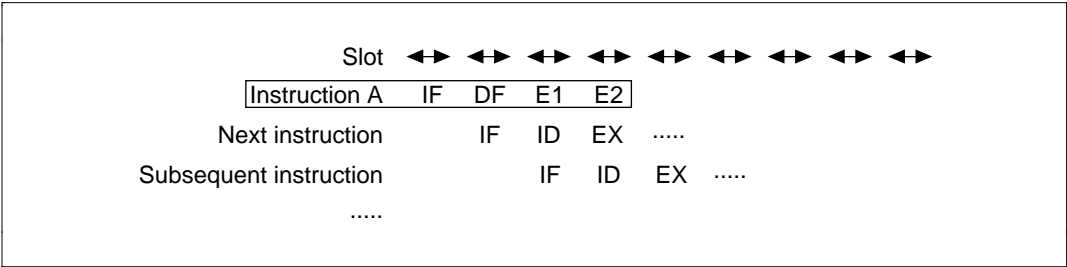 Slot
Instruction A IF DF E1 E2
Next instruction IF ID EX .....
Subsequent instruction IF ID EX .....
.....